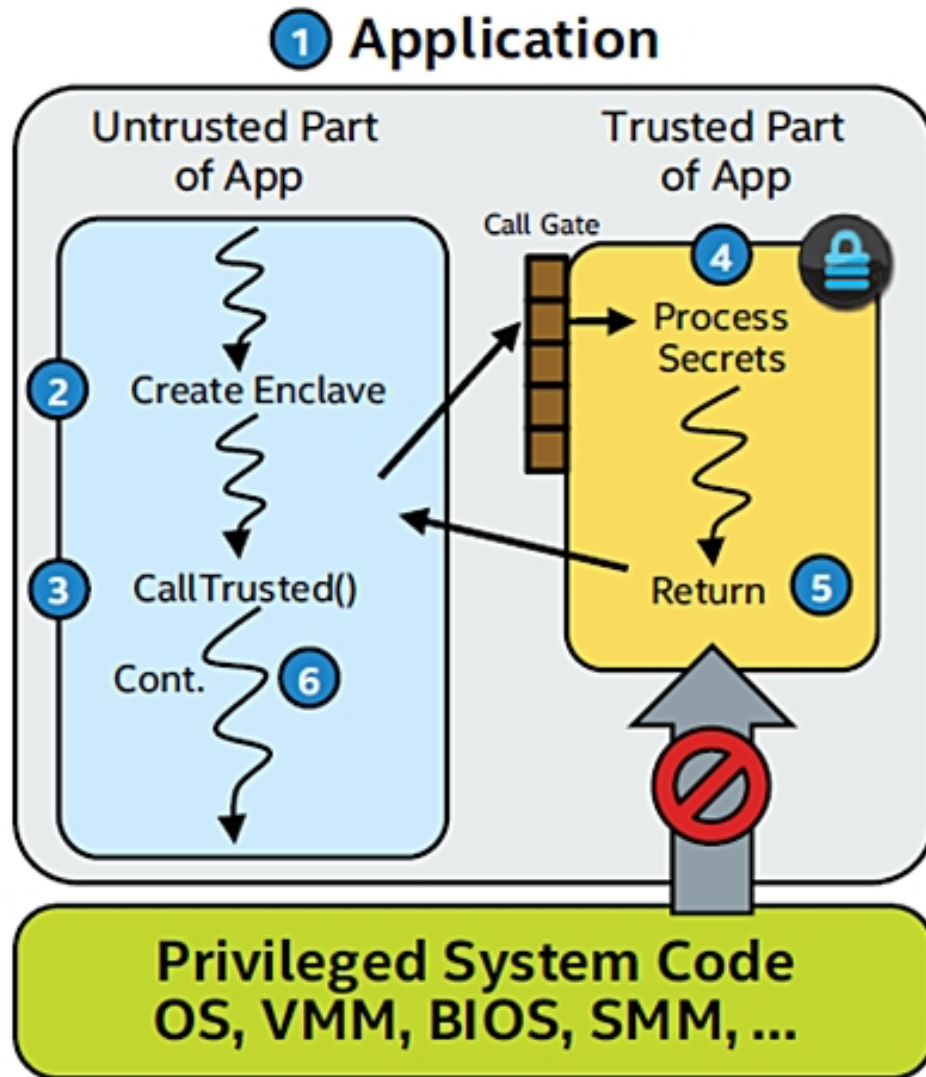 1 Application
Untrusted Part
of App
Trusted Part
of App
Call Gate
4
Process
Secrets
2
Create Enclave
3
CallTrusted()
Return 5
Cont. 6
Privileged System Code
OS, VMM, BIOS, SMM, ...